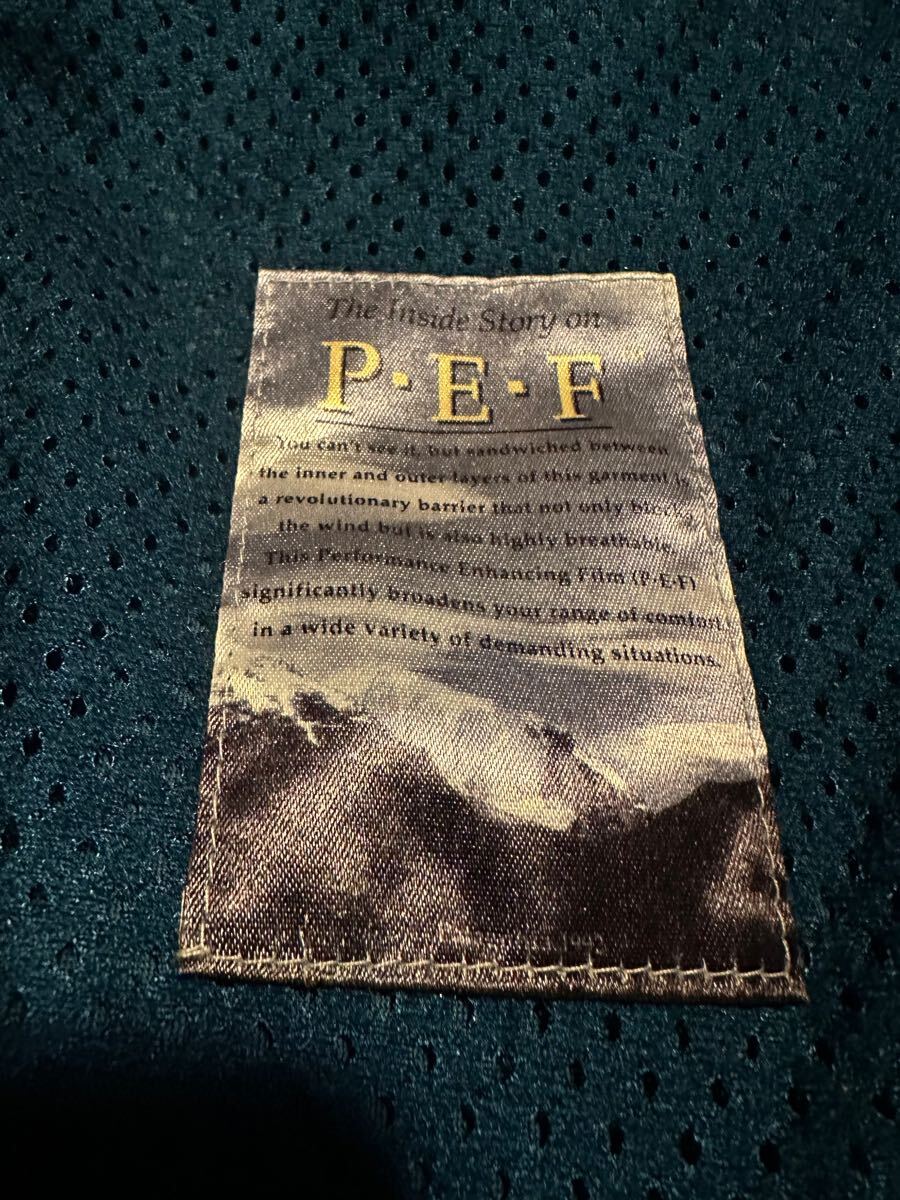 The Inside Story on
P·E·F
You can't see it, but sandwiched between
the inner and outer layers of this garment is
a revolutionary barrier that not only blocks
the wind but is also highly breathable.
This Performance Enhancing Film (P·E·F)
significantly broadens your range of comfort
in a wide variety of demanding situations.